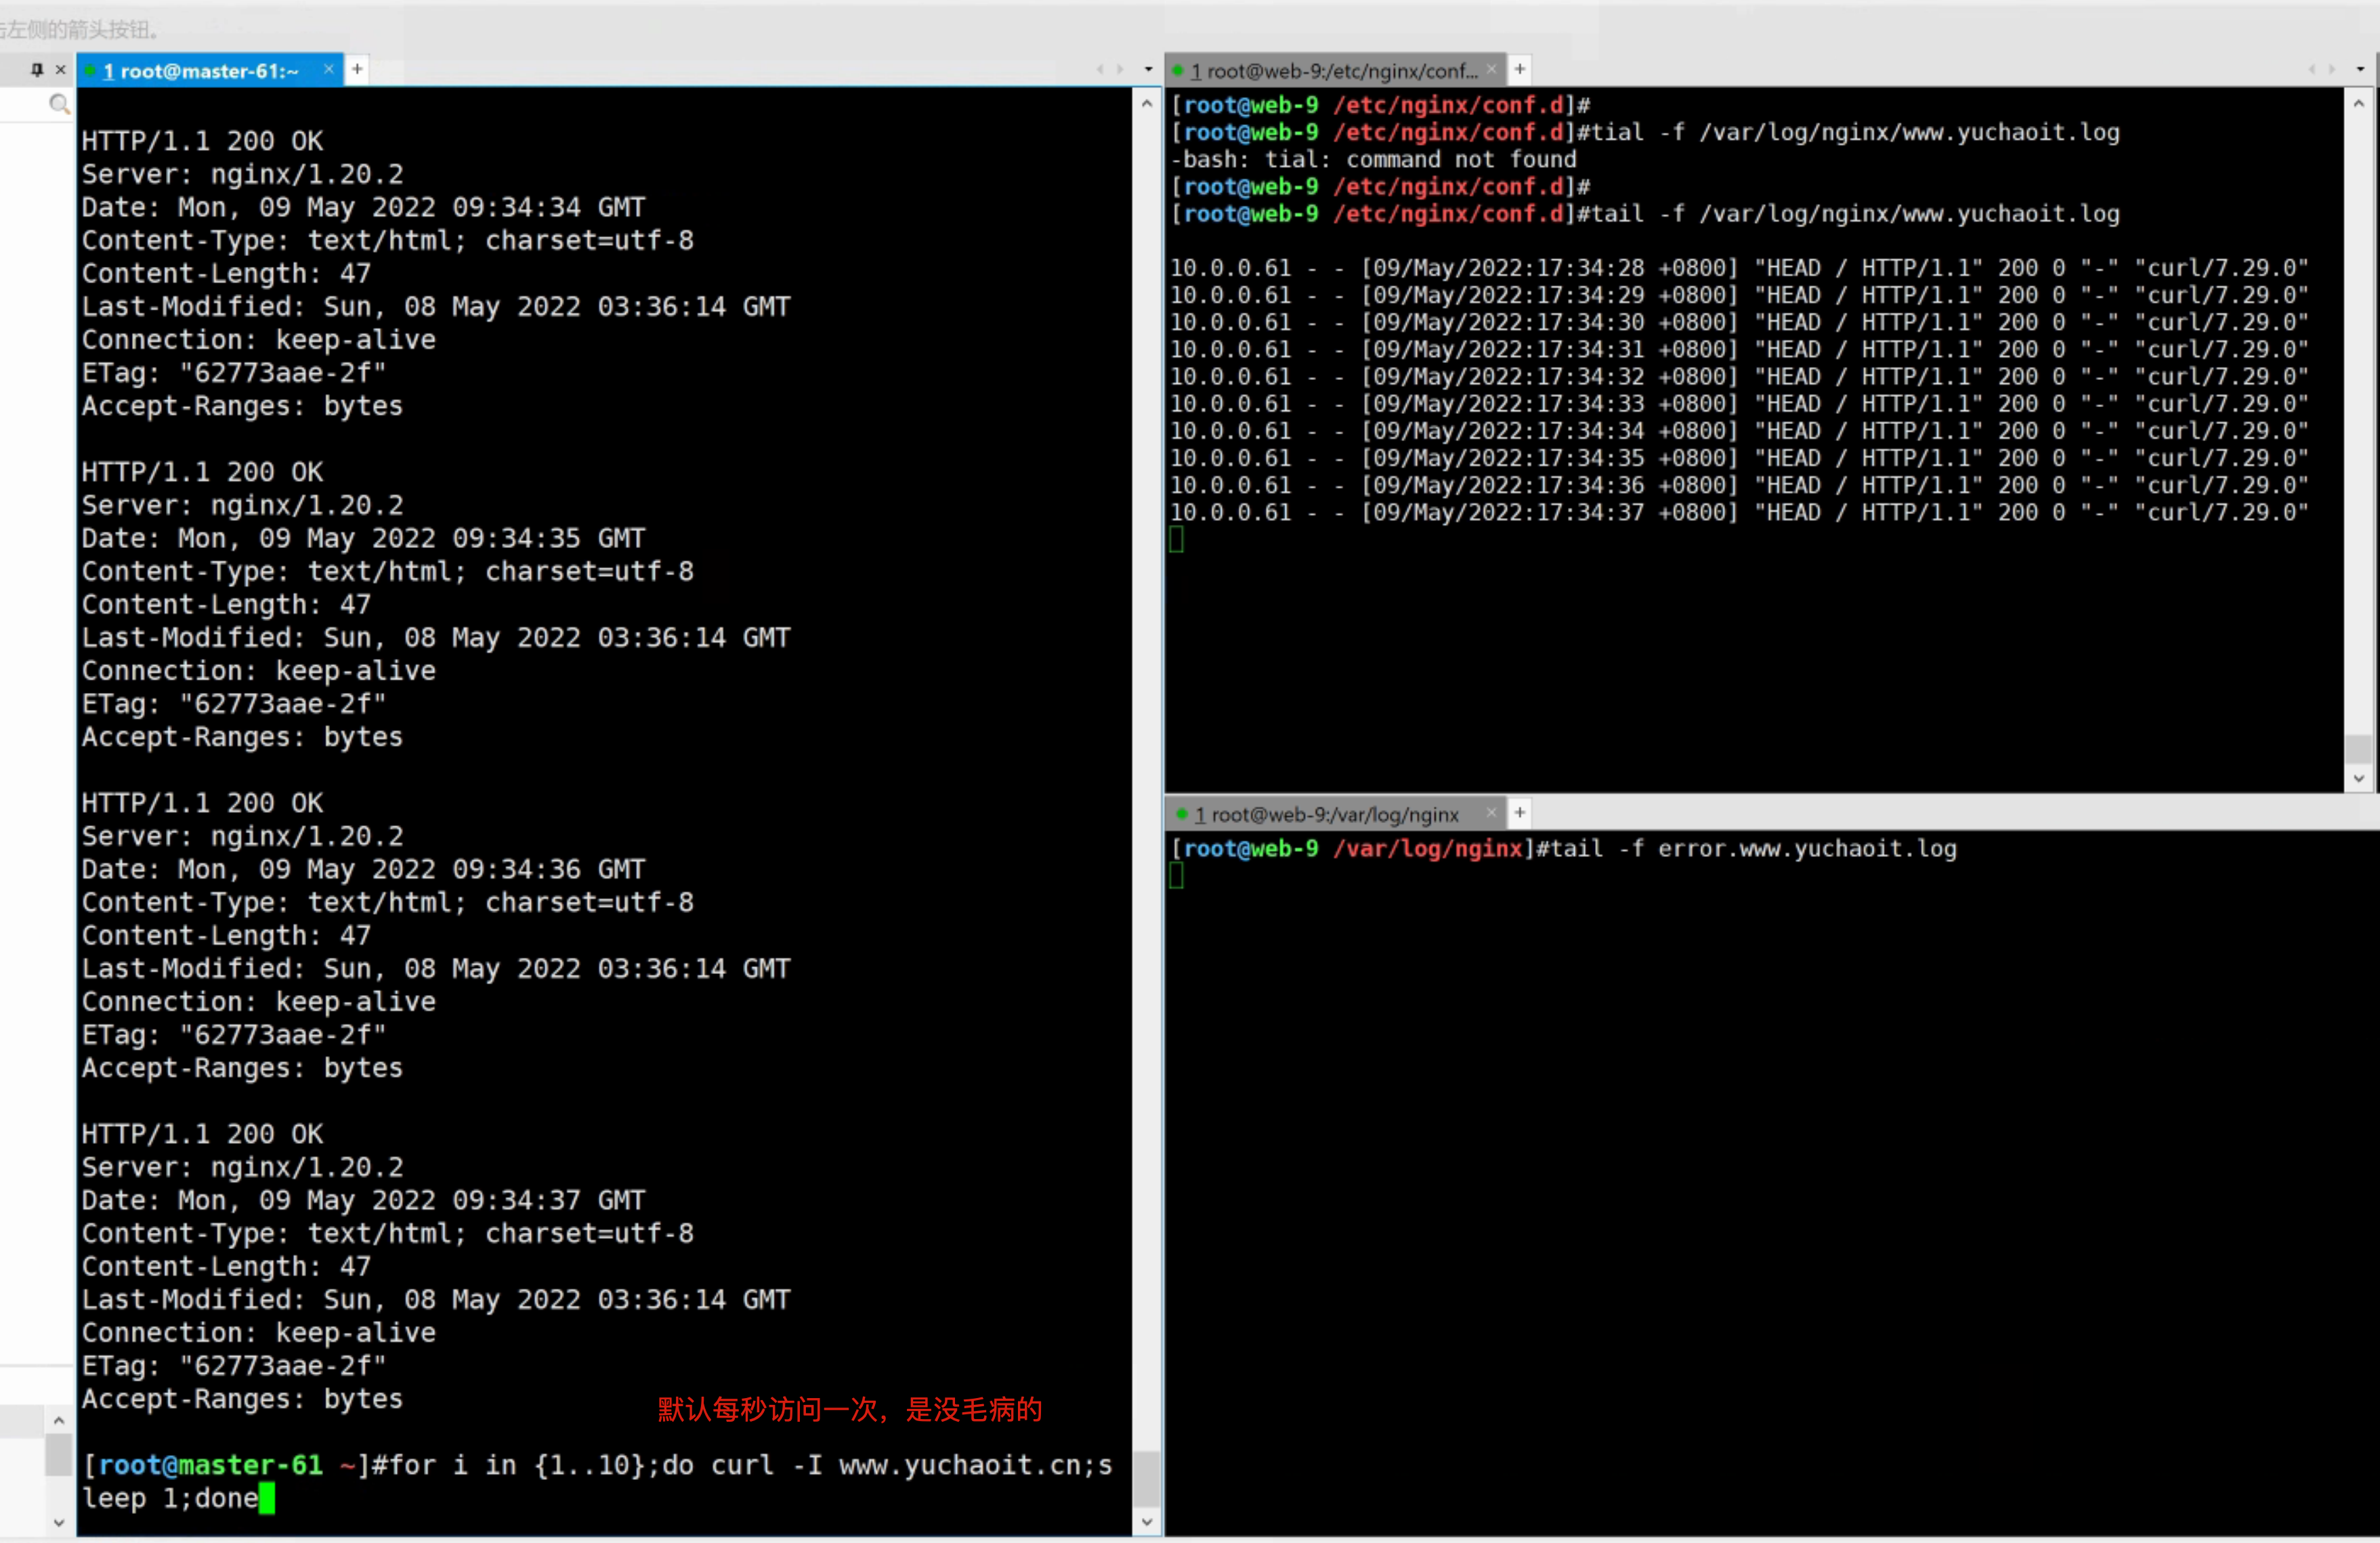 击左侧的箭头按钮。
1 root@master-61:~
HTTP/1.1 200 OK
Server: nginx/1.20.2
Date: Mon, 09 May 2022 09:34:34 GMT
Content-Type: text/html; charset=utf-8
Content-Length: 47
Last-Modified: Sun, 08 May 2022 03:36:14 GMT
Connection: keep-alive
ETag: "62773aae-2f"
Accept-Ranges: bytes
HTTP/1.1 200 OK
Server: nginx/1.20.2
Date: Mon, 09 May 2022 09:34:35 GMT
Content-Type: text/html; charset=utf-8
Content-Length: 47
Last-Modified: Sun, 08 May 2022 03:36:14 GMT
Connection: keep-alive
ETag: "62773aae-2f"
Accept-Ranges: bytes
HTTP/1.1 200 OK
Server: nginx/1.20.2
Date: Mon, 09 May 2022 09:34:36 GMT
Content-Type: text/html; charset=utf-8
Content-Length: 47
Last-Modified: Sun, 08 May 2022 03:36:14 GMT
Connection: keep-alive
ETag: "62773aae-2f"
Accept-Ranges: bytes
HTTP/1.1 200 OK
Server: nginx/1.20.2
Date: Mon, 09 May 2022 09:34:37 GMT
Content-Type: text/html; charset=utf-8
Content-Length: 47
Last-Modified: Sun, 08 May 2022 03:36:14 GMT
Connection: keep-alive
ETag: "62773aae-2f"
Accept-Ranges: bytes
默认每秒访问一次，是没毛病的
[root@master-61 ~]#for i in {1..10};do curl -I www.yuchaoit.cn;s
leep 1;done
1 root@web-9:/etc/nginx/conf...
[root@web-9 /etc/nginx/conf.d]#
[root@web-9 /etc/nginx/conf.d]#tial -f /var/log/nginx/www.yuchaoit.log
-bash: tial: command not found
[root@web-9 /etc/nginx/conf.d]#
[root@web-9 /etc/nginx/conf.d]#tail -f /var/log/nginx/www.yuchaoit.log
10.0.0.61 - - [09/May/2022:17:34:28 +0800] "HEAD / HTTP/1.1" 200 0 "-" "curl/7.29.0"
10.0.0.61 - - [09/May/2022:17:34:29 +0800] "HEAD / HTTP/1.1" 200 0 "-" "curl/7.29.0"
10.0.0.61 - - [09/May/2022:17:34:30 +0800] "HEAD / HTTP/1.1" 200 0 "-" "curl/7.29.0"
10.0.0.61 - - [09/May/2022:17:34:31 +0800] "HEAD / HTTP/1.1" 200 0 "-" "curl/7.29.0"
10.0.0.61 - - [09/May/2022:17:34:32 +0800] "HEAD / HTTP/1.1" 200 0 "-" "curl/7.29.0"
10.0.0.61 - - [09/May/2022:17:34:33 +0800] "HEAD / HTTP/1.1" 200 0 "-" "curl/7.29.0"
10.0.0.61 - - [09/May/2022:17:34:34 +0800] "HEAD / HTTP/1.1" 200 0 "-" "curl/7.29.0"
10.0.0.61 - - [09/May/2022:17:34:35 +0800] "HEAD / HTTP/1.1" 200 0 "-" "curl/7.29.0"
10.0.0.61 - - [09/May/2022:17:34:36 +0800] "HEAD / HTTP/1.1" 200 0 "-" "curl/7.29.0"
10.0.0.61 - - [09/May/2022:17:34:37 +0800] "HEAD / HTTP/1.1" 200 0 "-" "curl/7.29.0"
1 root@web-9:/var/log/nginx
[root@web-9 /var/log/nginx]#tail -f error.www.yuchaoit.log